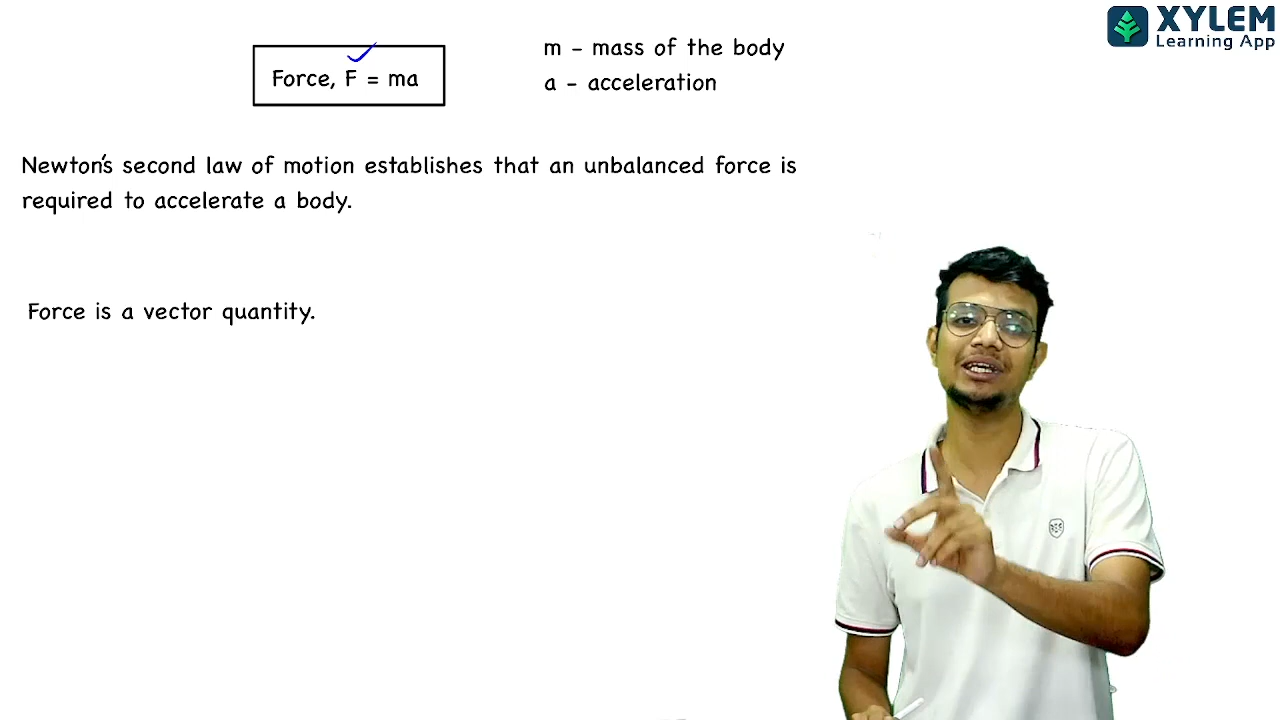 XYLEM
Learning App
Force, F = ma
m - mass of the body
a - acceleration
Newton's second law of motion establishes that an unbalanced force is
required to accelerate a body.
Force is a vector quantity.